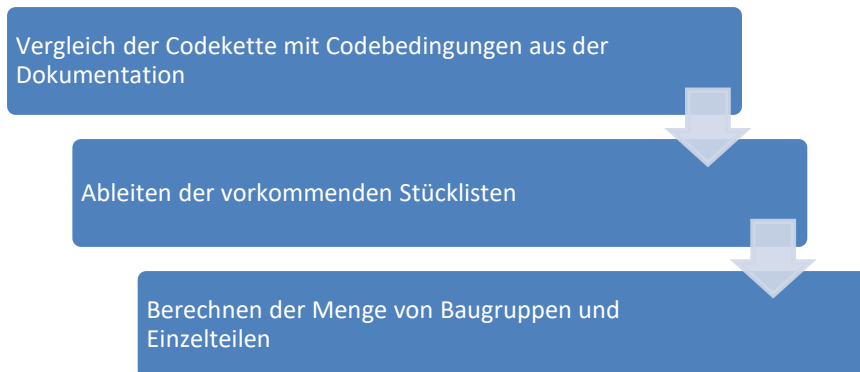 Vergleich der Codekette mit Codebedingungen aus der
Dokumentation
Ableiten der vorkommenden Stücklisten
Berechnen der Menge von Baugruppen und
Einzelteilen